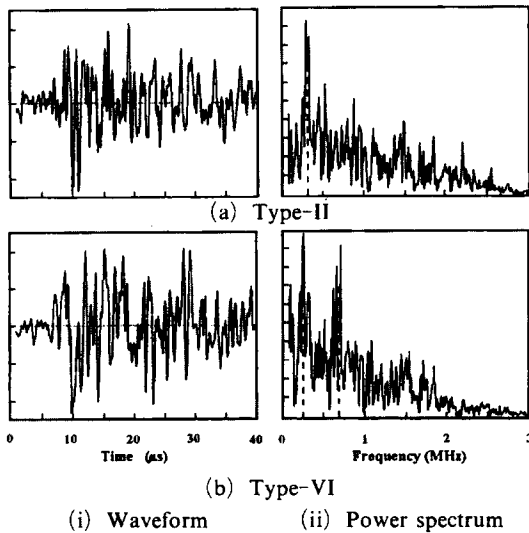 (a) Type-II
0 10 20 30 40 0 1 2 3
Time (μs) Frequency (MHz)
(b) Type-VI
(i) Waveform (ii) Power spectrum